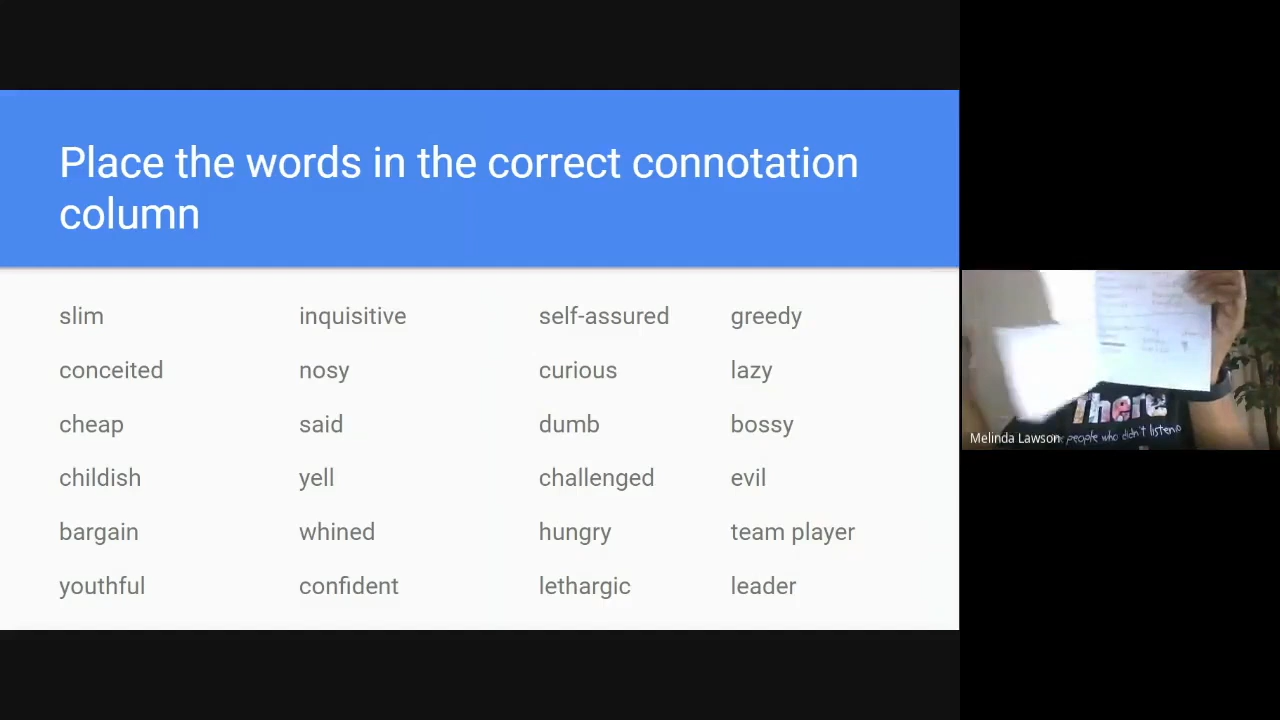 Place the words in the correct connotation
column
slim inquisitive self-assured greedy
conceited nosy curious lazy
cheap said dumb bossy
childish yell challenged evil
bargain whined hungry team player
youthful confident lethargic leader
There
people who didn't listen
Melinda Lawson